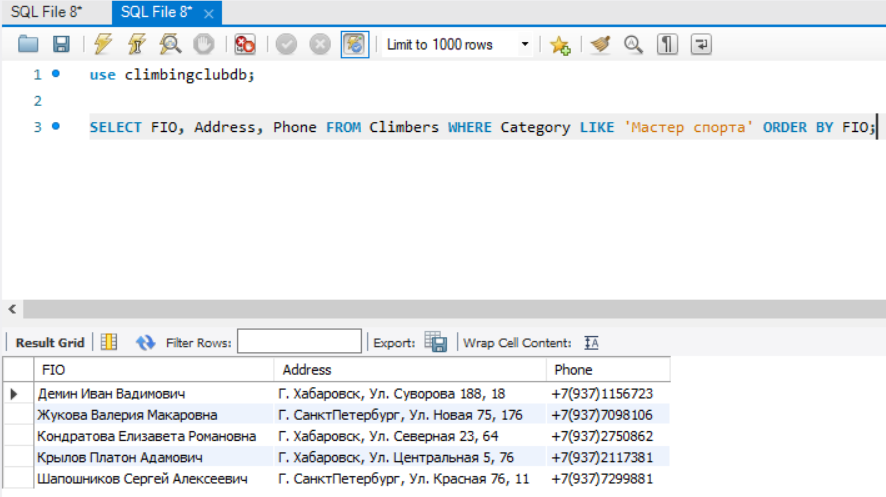 SQL File 8* SQL File 8* ×
Limit to 1000 rows
1 use climbingclubdb;
2
3 SELECT FIO, Address, Phone FROM Climbers WHERE Category LIKE 'Мастер спорта' ORDER BY FIO;
Result Grid Filter Rows: Export: Wrap Cell Content:
FIO Address Phone
Демин Иван Вадимович Г. Хабаровск, Ул. Суворова 188, 18 +7(937)1156723
Жукова Валерия Макаровна Г. СанктПетербург, Ул. Новая 75, 176 +7(937)7098106
Кондратова Елизавета Романовна Г. Хабаровск, Ул. Северная 23, 64 +7(937)2750862
Крылов Платон Адамович Г. Хабаровск, Ул. Центральная 5, 76 +7(937)2117381
Шапошников Сергей Алексеевич Г. СанктПетербург, Ул. Красная 76, 11 +7(937)7299881